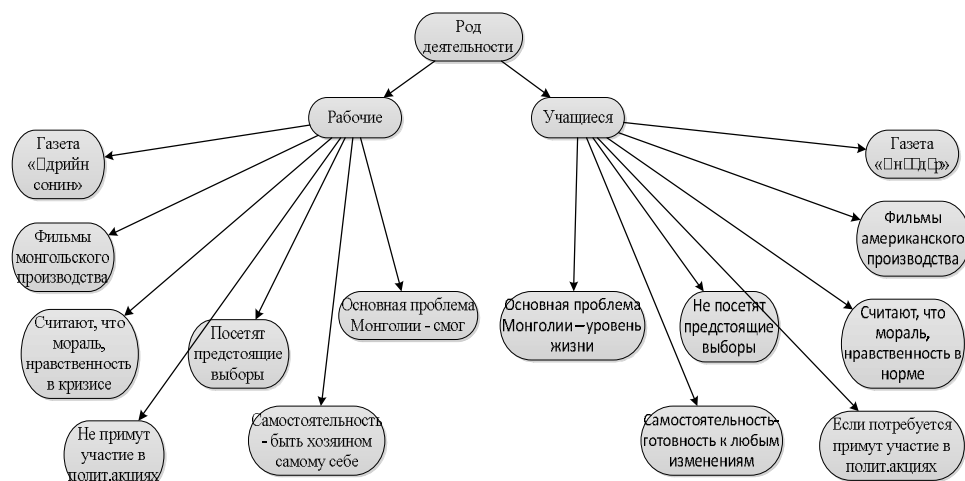 Род
деятельности
Рабочие
Учащиеся
Газета
«□дрийн
сонин»
Газета
«□н□□д□р»
Фильмы
монгольского
производства
Фильмы
американского
производства
Считают, что
мораль,
нравственность
в кризисе
Посетят
предстоящие
выборы
Основная проблема
Монголии - смог
Основная проблема
Монголии – уровень
жизни
Не посетят
предстоящие
выборы
Считают, что
мораль,
нравственность в
норме
Не примут
участие в
полит.акциях
Самостоятельность
- быть хозяином
самому себе
Самостоятельность-
готовность к любым
изменениям
Если потребуется
примут участие в
полит.акциях